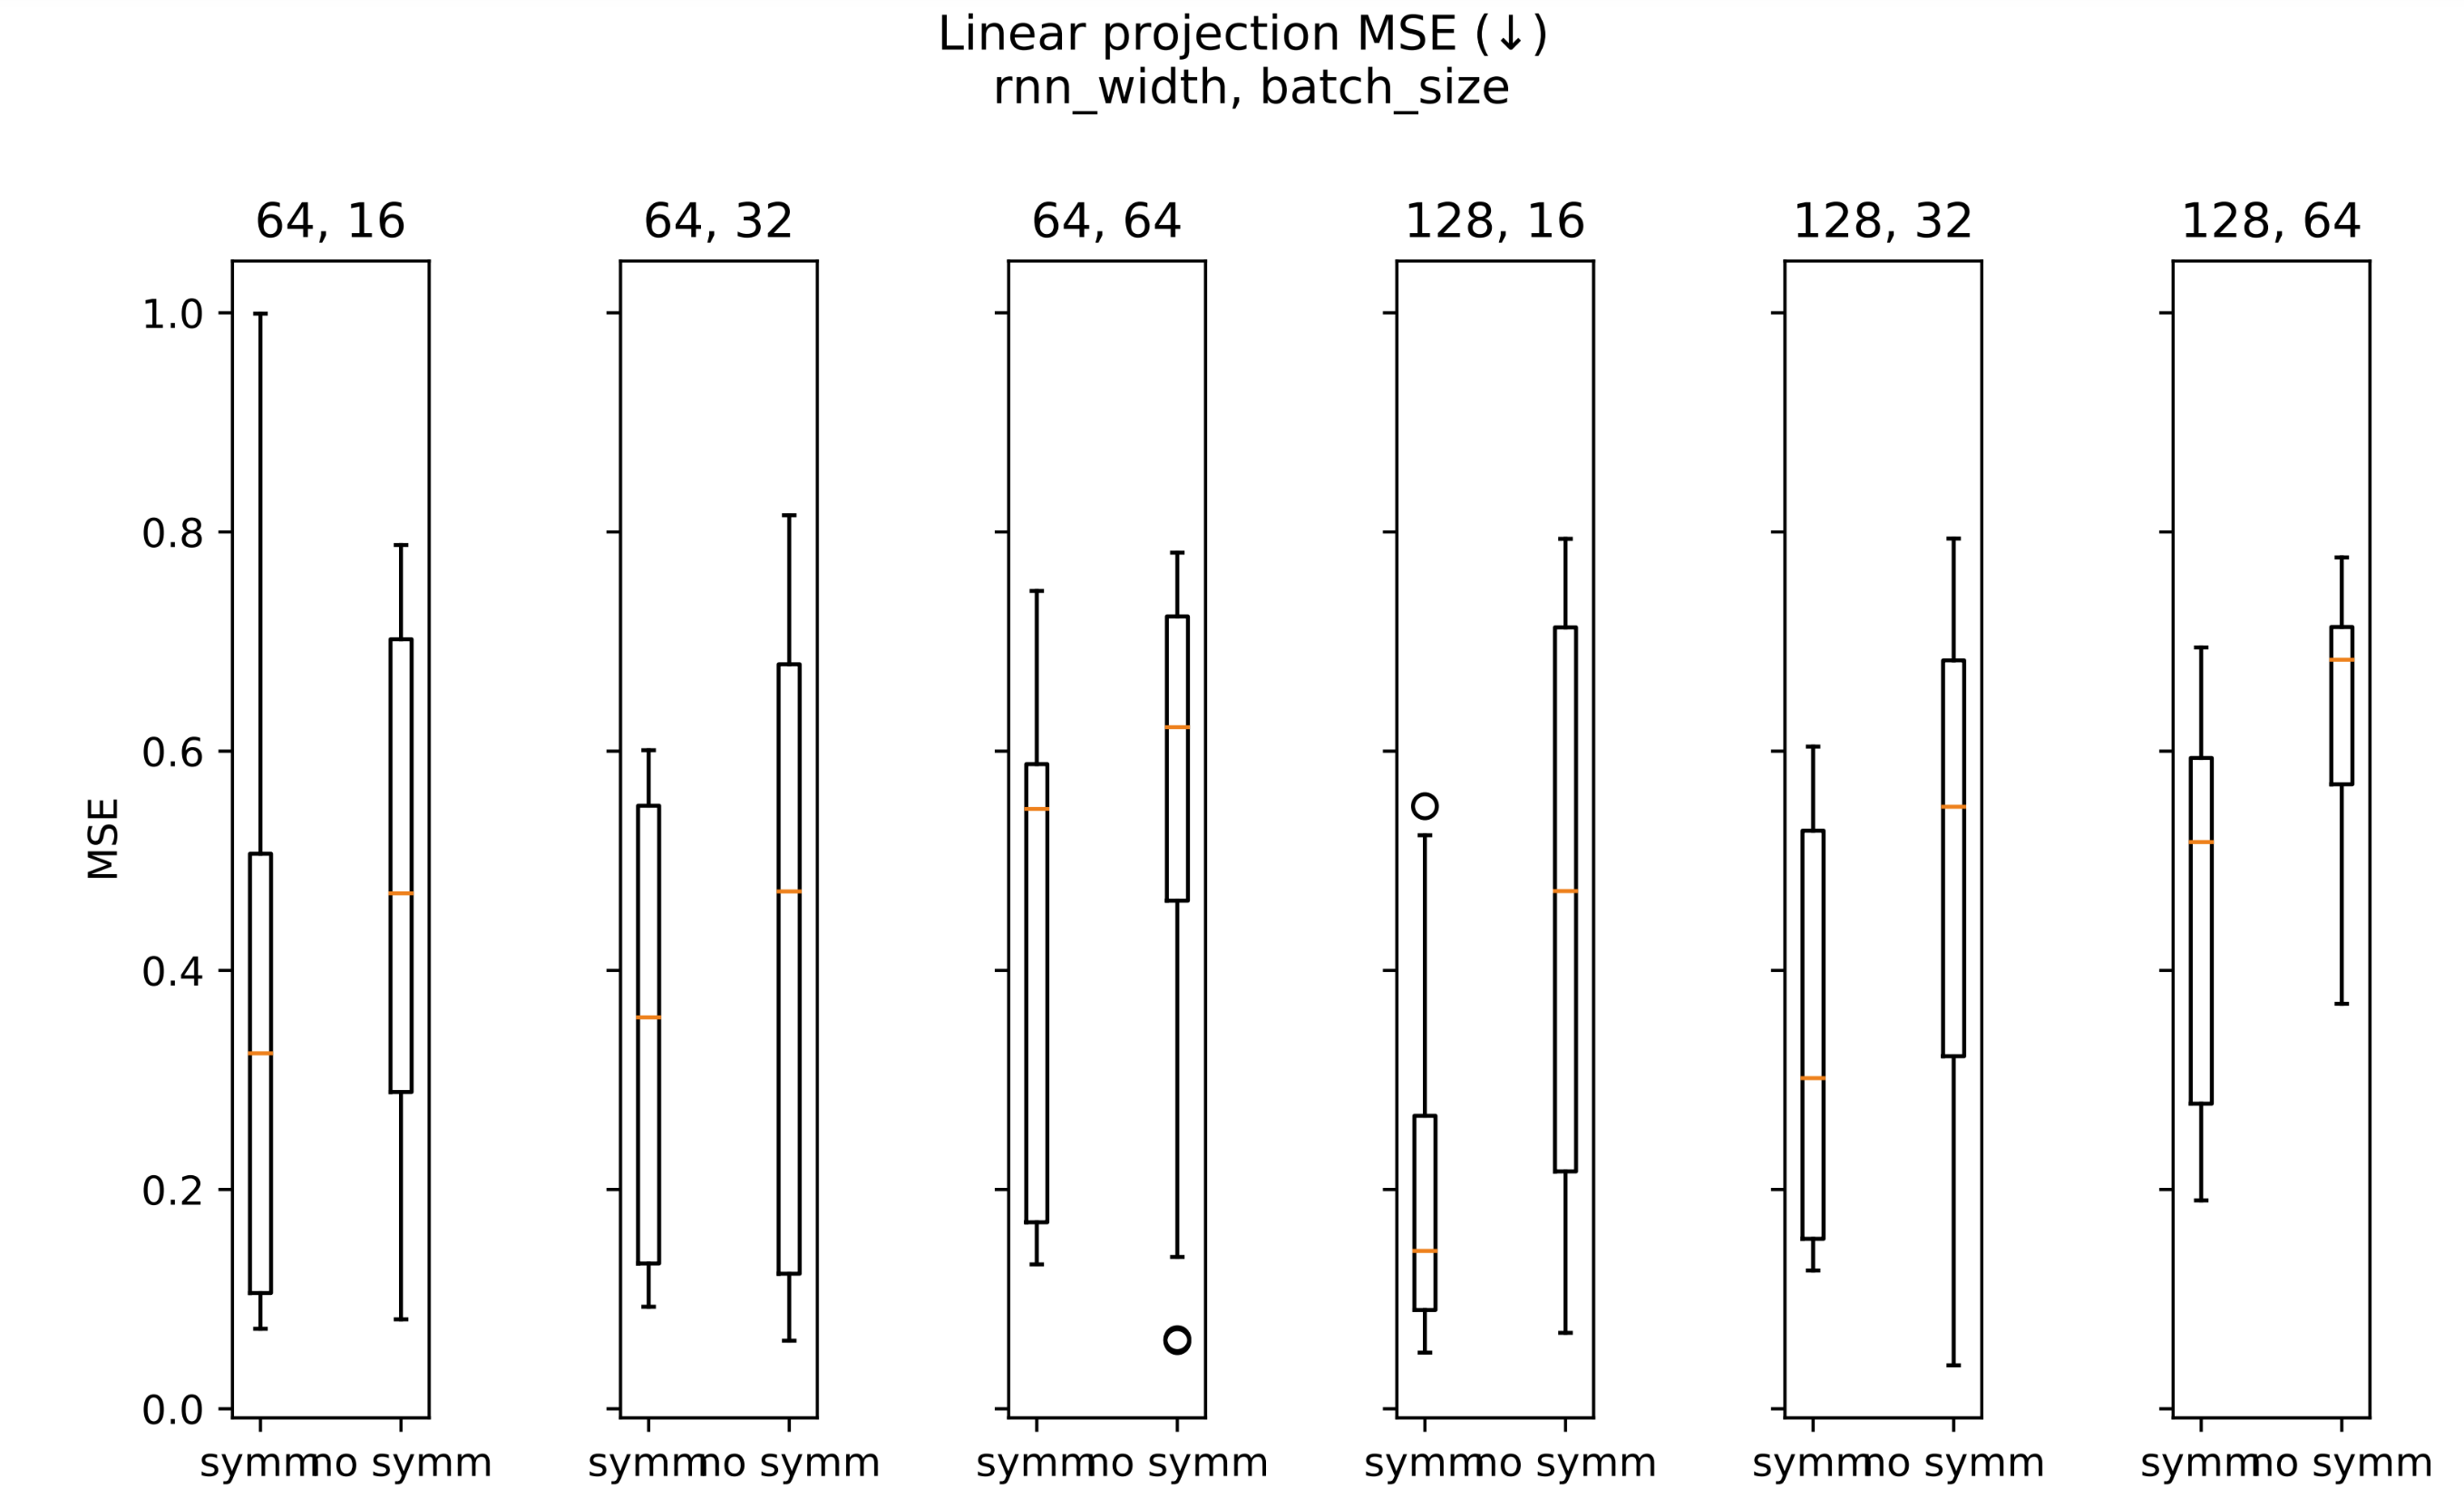 Linear projection MSE (↓)
rnn_width, batch_size
64, 16
64, 32
64, 64
128, 16
128, 32
128, 64
MSE
1.0
0.8
0.6
0.4
0.2
0.0
symm
no symm
symm
no symm
symm
no symm
symm
no symm
symm
no symm
symm
no symm